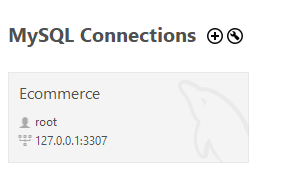 MySQL Connections
Ecommerce
root
127.0.0.1:3307